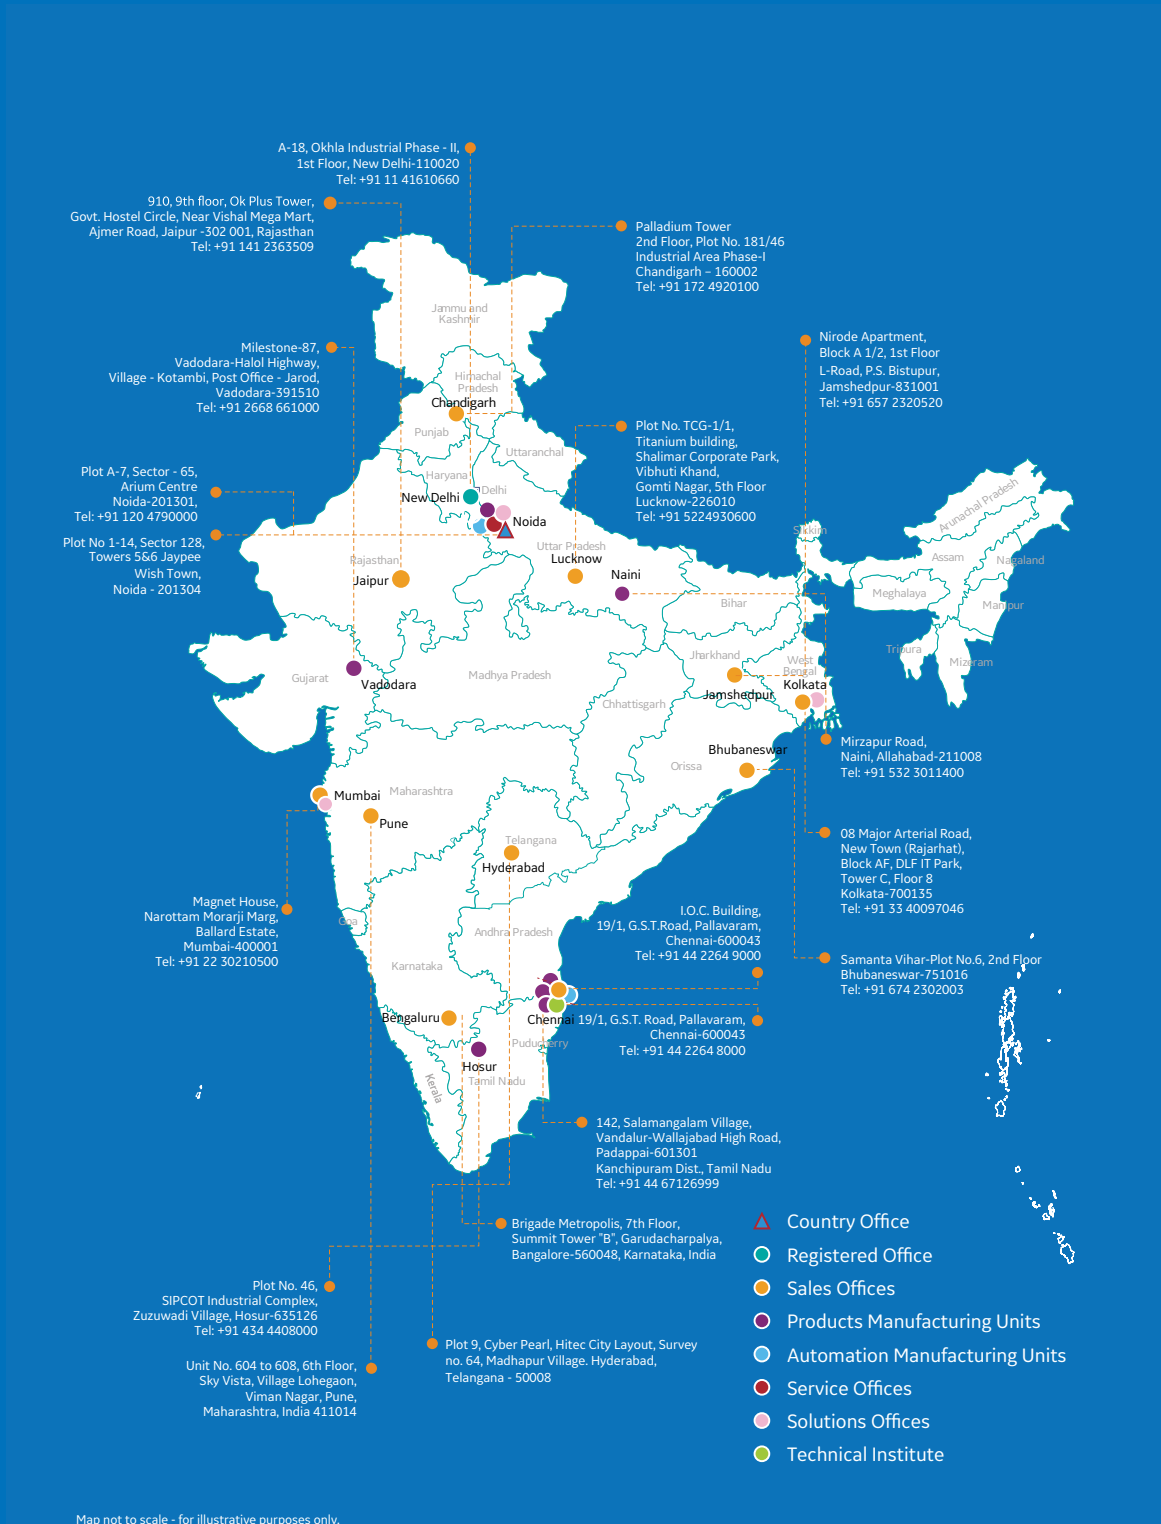 A-18, Okhla Industrial Phase - II,
1st Floor, New Delhi-110020
Tel: +91 11 41610660
910, 9th floor, Ok Plus Tower,
Govt. Hostel Circle, Near Vishal Mega Mart,
Ajmer Road, Jaipur -302 001, Rajasthan
Tel: +91 141 2363509
Palladium Tower
2nd Floor, Plot No. 181/46
Industrial Area Phase-I
Chandigarh – 160002
Tel: +91 172 4920100
Jammu and
Kashmir
Nirode Apartment,
Block A 1/2, 1st Floor
L-Road, P.S. Bistupur,
Jamshedpur-831001
Tel: +91 657 2320520
Milestone-87,
Vadodara-Halol Highway,
Village - Kotambi, Post Office - Jarod,
Vadodara-391510
Tel: +91 2668 661000
Himachal
Pradesh
Chandigarh
Punjab
Uttaranchal
Haryana
Delhi
New Delhi
Noida
Plot No. TCG-1/1,
Titanium building,
Shalimar Corporate Park,
Vibhuti Khand,
Gomti Nagar, 5th Floor
Lucknow-226010
Tel: +91 5224930600
Plot A-7, Sector - 65,
Arium Centre
Noida-201301,
Tel: +91 120 4790000
Plot No 1-14, Sector 128,
Towers 5&6 Jaypee
Wish Town,
Noida - 201304
Arunachal Pradesh
Sikkim
Assam
Nagaland
Meghalaya
Manipur
Tripura
Mizeram
Uttar Pradesh
Lucknow
Rajasthan
Jaipur
Naini
Bihar
Jharkhand
West
Bengal
Kolkata
Jamshedpur
Gujarat
Vadodara
Madhya Pradesh
Chhattisgarh
Mirzapur Road,
Naini, Allahabad-211008
Tel: +91 532 3011400
Bhubaneswar
Orissa
Mumbai
Maharashtra
Pune
Telangana
Hyderabad
08 Major Arterial Road,
New Town (Rajarhat),
Block AF, DLF IT Park,
Tower C, Floor 8
Kolkata-700135
Tel: +91 33 40097046
Magnet House,
Narottam Morarji Marg,
Ballard Estate,
Mumbai-400001
Tel: +91 22 30210500
Goa
Andhra Pradesh
Karnataka
I.O.C. Building,
19/1, G.S.T.Road, Pallavaram,
Chennai-600043
Tel: +91 44 2264 9000
Samanta Vihar-Plot No.6, 2nd Floor
Bhubaneswar-751016
Tel: +91 674 2302003
Bengaluru
Chennai
19/1, G.S.T. Road, Pallavaram,
Chennai-600043
Tel: +91 44 2264 8000
Puducherry
Hosur
Tamil Nadu
Kerala
142, Salamangalam Village,
Vandalur-Wallajabad High Road,
Padappai-601301
Kanchipuram Dist., Tamil Nadu
Tel: +91 44 67126999
Brigade Metropolis, 7th Floor,
Summit Tower "B", Garudacharpalya,
Bangalore-560048, Karnataka, India
Plot No. 46,
SIPCOT Industrial Complex,
Zuzuwadi Village, Hosur-635126
Tel: +91 434 4408000
Plot 9, Cyber Pearl, Hitec City Layout, Survey
no. 64, Madhapur Village. Hyderabad,
Telangana - 50008
Unit No. 604 to 608, 6th Floor,
Sky Vista, Village Lohegaon,
Viman Nagar, Pune,
Maharashtra, India 411014
Country Office
Registered Office
Sales Offices
Products Manufacturing Units
Automation Manufacturing Units
Service Offices
Solutions Offices
Technical Institute
Map not to scale - for illustrative purposes only.